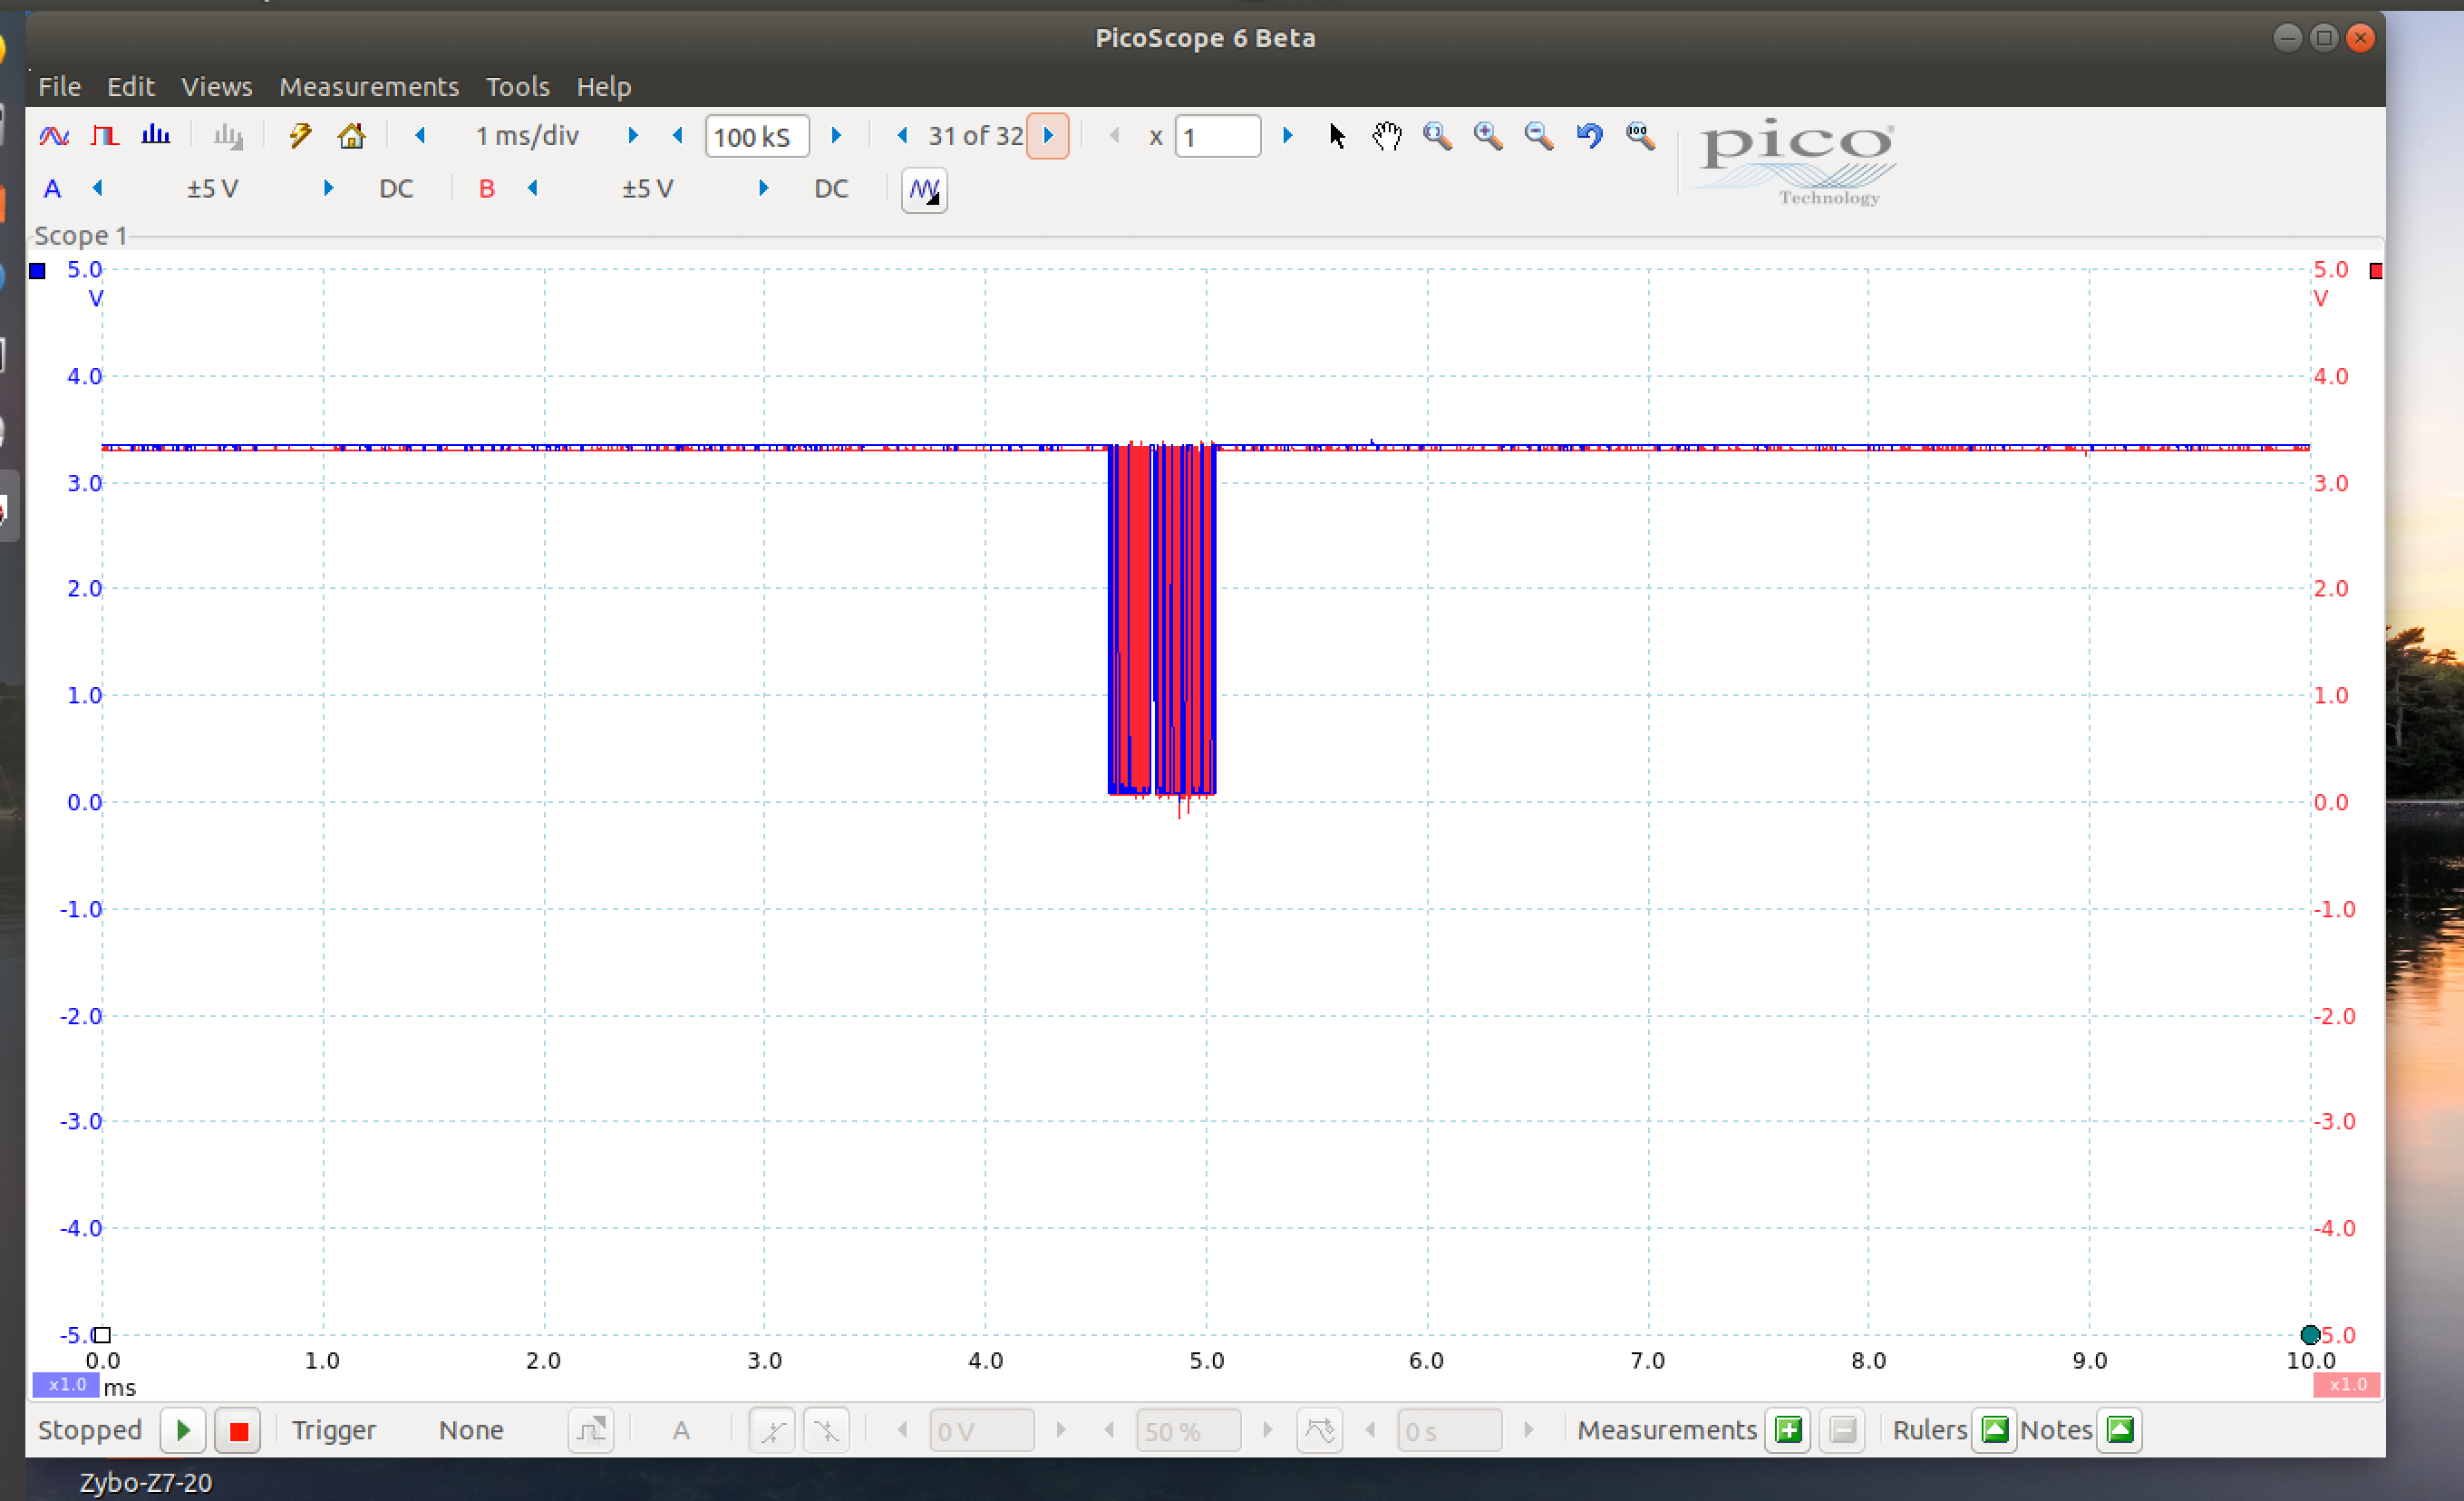 PicoScope 6 Beta
File Edit Views Measurements Tools Help
1 ms/div 100 kS 31 of 32 x 1
pico®
Technology
A ±5 V DC B ±5 V DC
Scope 1
5.0 5.0
V V
4.0 4.0
3.0 3.0
2.0 2.0
1.0 1.0
0.0 0.0
-1.0 -1.0
-2.0 -2.0
-3.0 -3.0
-4.0 -4.0
-5.0 5.0
0.0 1.0 2.0 3.0 4.0 5.0 6.0 7.0 8.0 9.0 10.0
x1.0 ms x1.0
Stopped Trigger None A 0 V 50 % 0 s Measurements Rulers Notes
Zybo-Z7-20